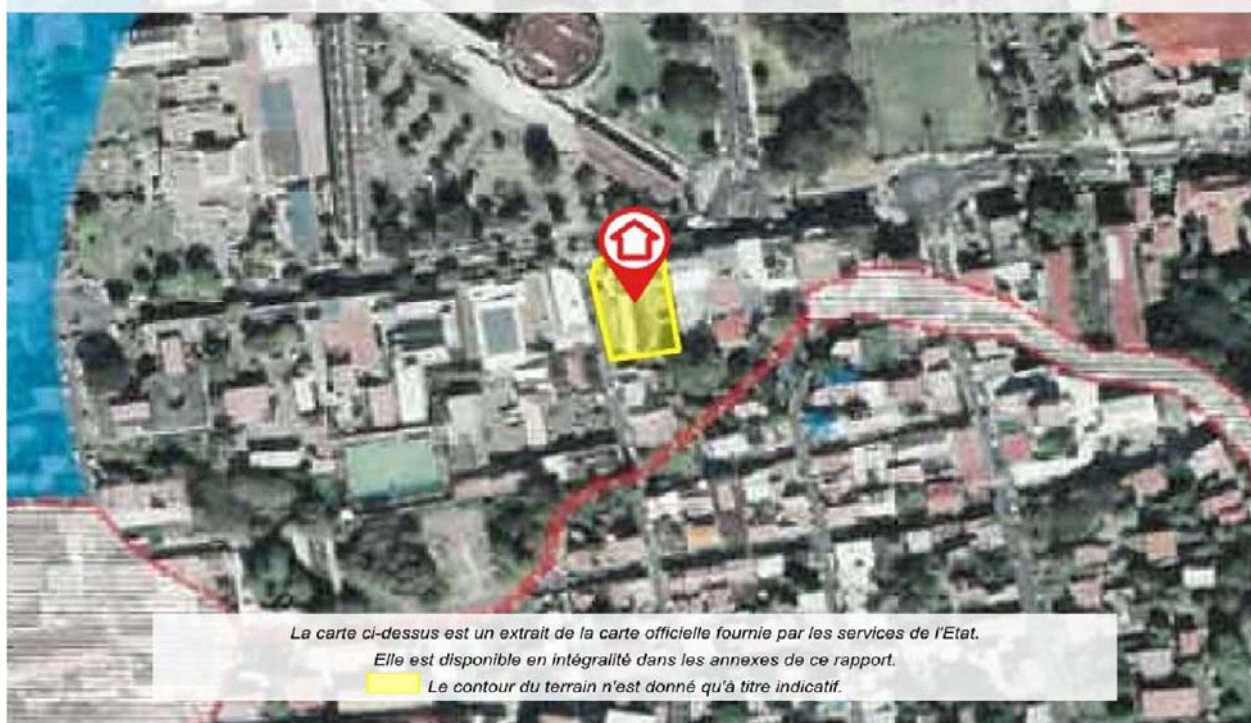 La carte ci-dessus est un extrait de la carte officielle fournie par les services de l'Etat.
Elle est disponible en intégralité dans les annexes de ce rapport.
Le contour du terrain n'est donné qu'à titre indicatif.